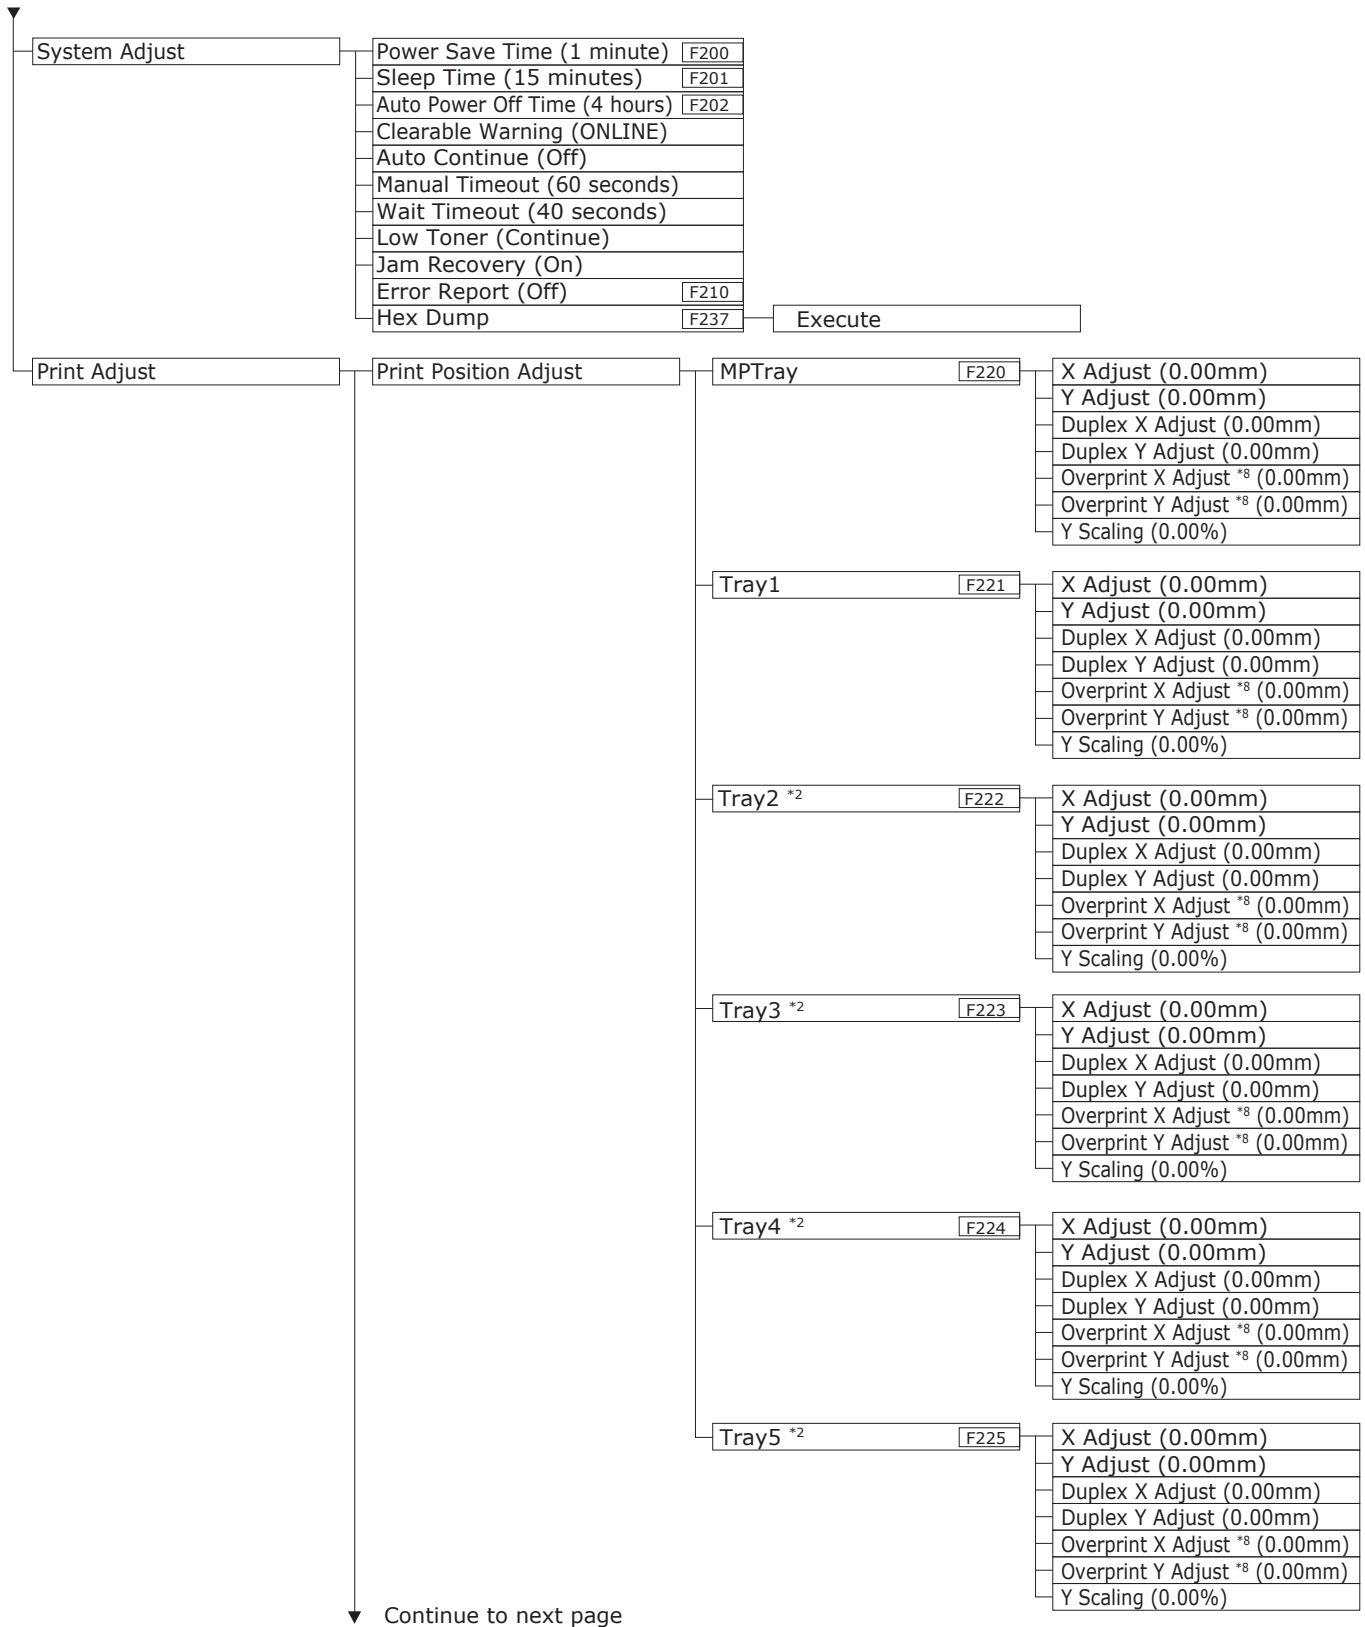 System Adjust
Power Save Time (1 minute) F200
Sleep Time (15 minutes) F201
Auto Power Off Time (4 hours) F202
Clearable Warning (ONLINE)
Auto Continue (Off)
Manual Timeout (60 seconds)
Wait Timeout (40 seconds)
Low Toner (Continue)
Jam Recovery (On)
Error Report (Off) F210
Hex Dump F237
Execute
Print Adjust
Print Position Adjust
MPTray F220
X Adjust (0.00mm)
Y Adjust (0.00mm)
Duplex X Adjust (0.00mm)
Duplex Y Adjust (0.00mm)
Overprint X Adjust *8 (0.00mm)
Overprint Y Adjust *8 (0.00mm)
Y Scaling (0.00%)
Tray1 F221
X Adjust (0.00mm)
Y Adjust (0.00mm)
Duplex X Adjust (0.00mm)
Duplex Y Adjust (0.00mm)
Overprint X Adjust *8 (0.00mm)
Overprint Y Adjust *8 (0.00mm)
Y Scaling (0.00%)
Tray2 *2 F222
X Adjust (0.00mm)
Y Adjust (0.00mm)
Duplex X Adjust (0.00mm)
Duplex Y Adjust (0.00mm)
Overprint X Adjust *8 (0.00mm)
Overprint Y Adjust *8 (0.00mm)
Y Scaling (0.00%)
Tray3 *2 F223
X Adjust (0.00mm)
Y Adjust (0.00mm)
Duplex X Adjust (0.00mm)
Duplex Y Adjust (0.00mm)
Overprint X Adjust *8 (0.00mm)
Overprint Y Adjust *8 (0.00mm)
Y Scaling (0.00%)
Tray4 *2 F224
X Adjust (0.00mm)
Y Adjust (0.00mm)
Duplex X Adjust (0.00mm)
Duplex Y Adjust (0.00mm)
Overprint X Adjust *8 (0.00mm)
Overprint Y Adjust *8 (0.00mm)
Y Scaling (0.00%)
Tray5 *2 F225
X Adjust (0.00mm)
Y Adjust (0.00mm)
Duplex X Adjust (0.00mm)
Duplex Y Adjust (0.00mm)
Overprint X Adjust *8 (0.00mm)
Overprint Y Adjust *8 (0.00mm)
Y Scaling (0.00%)
Continue to next page